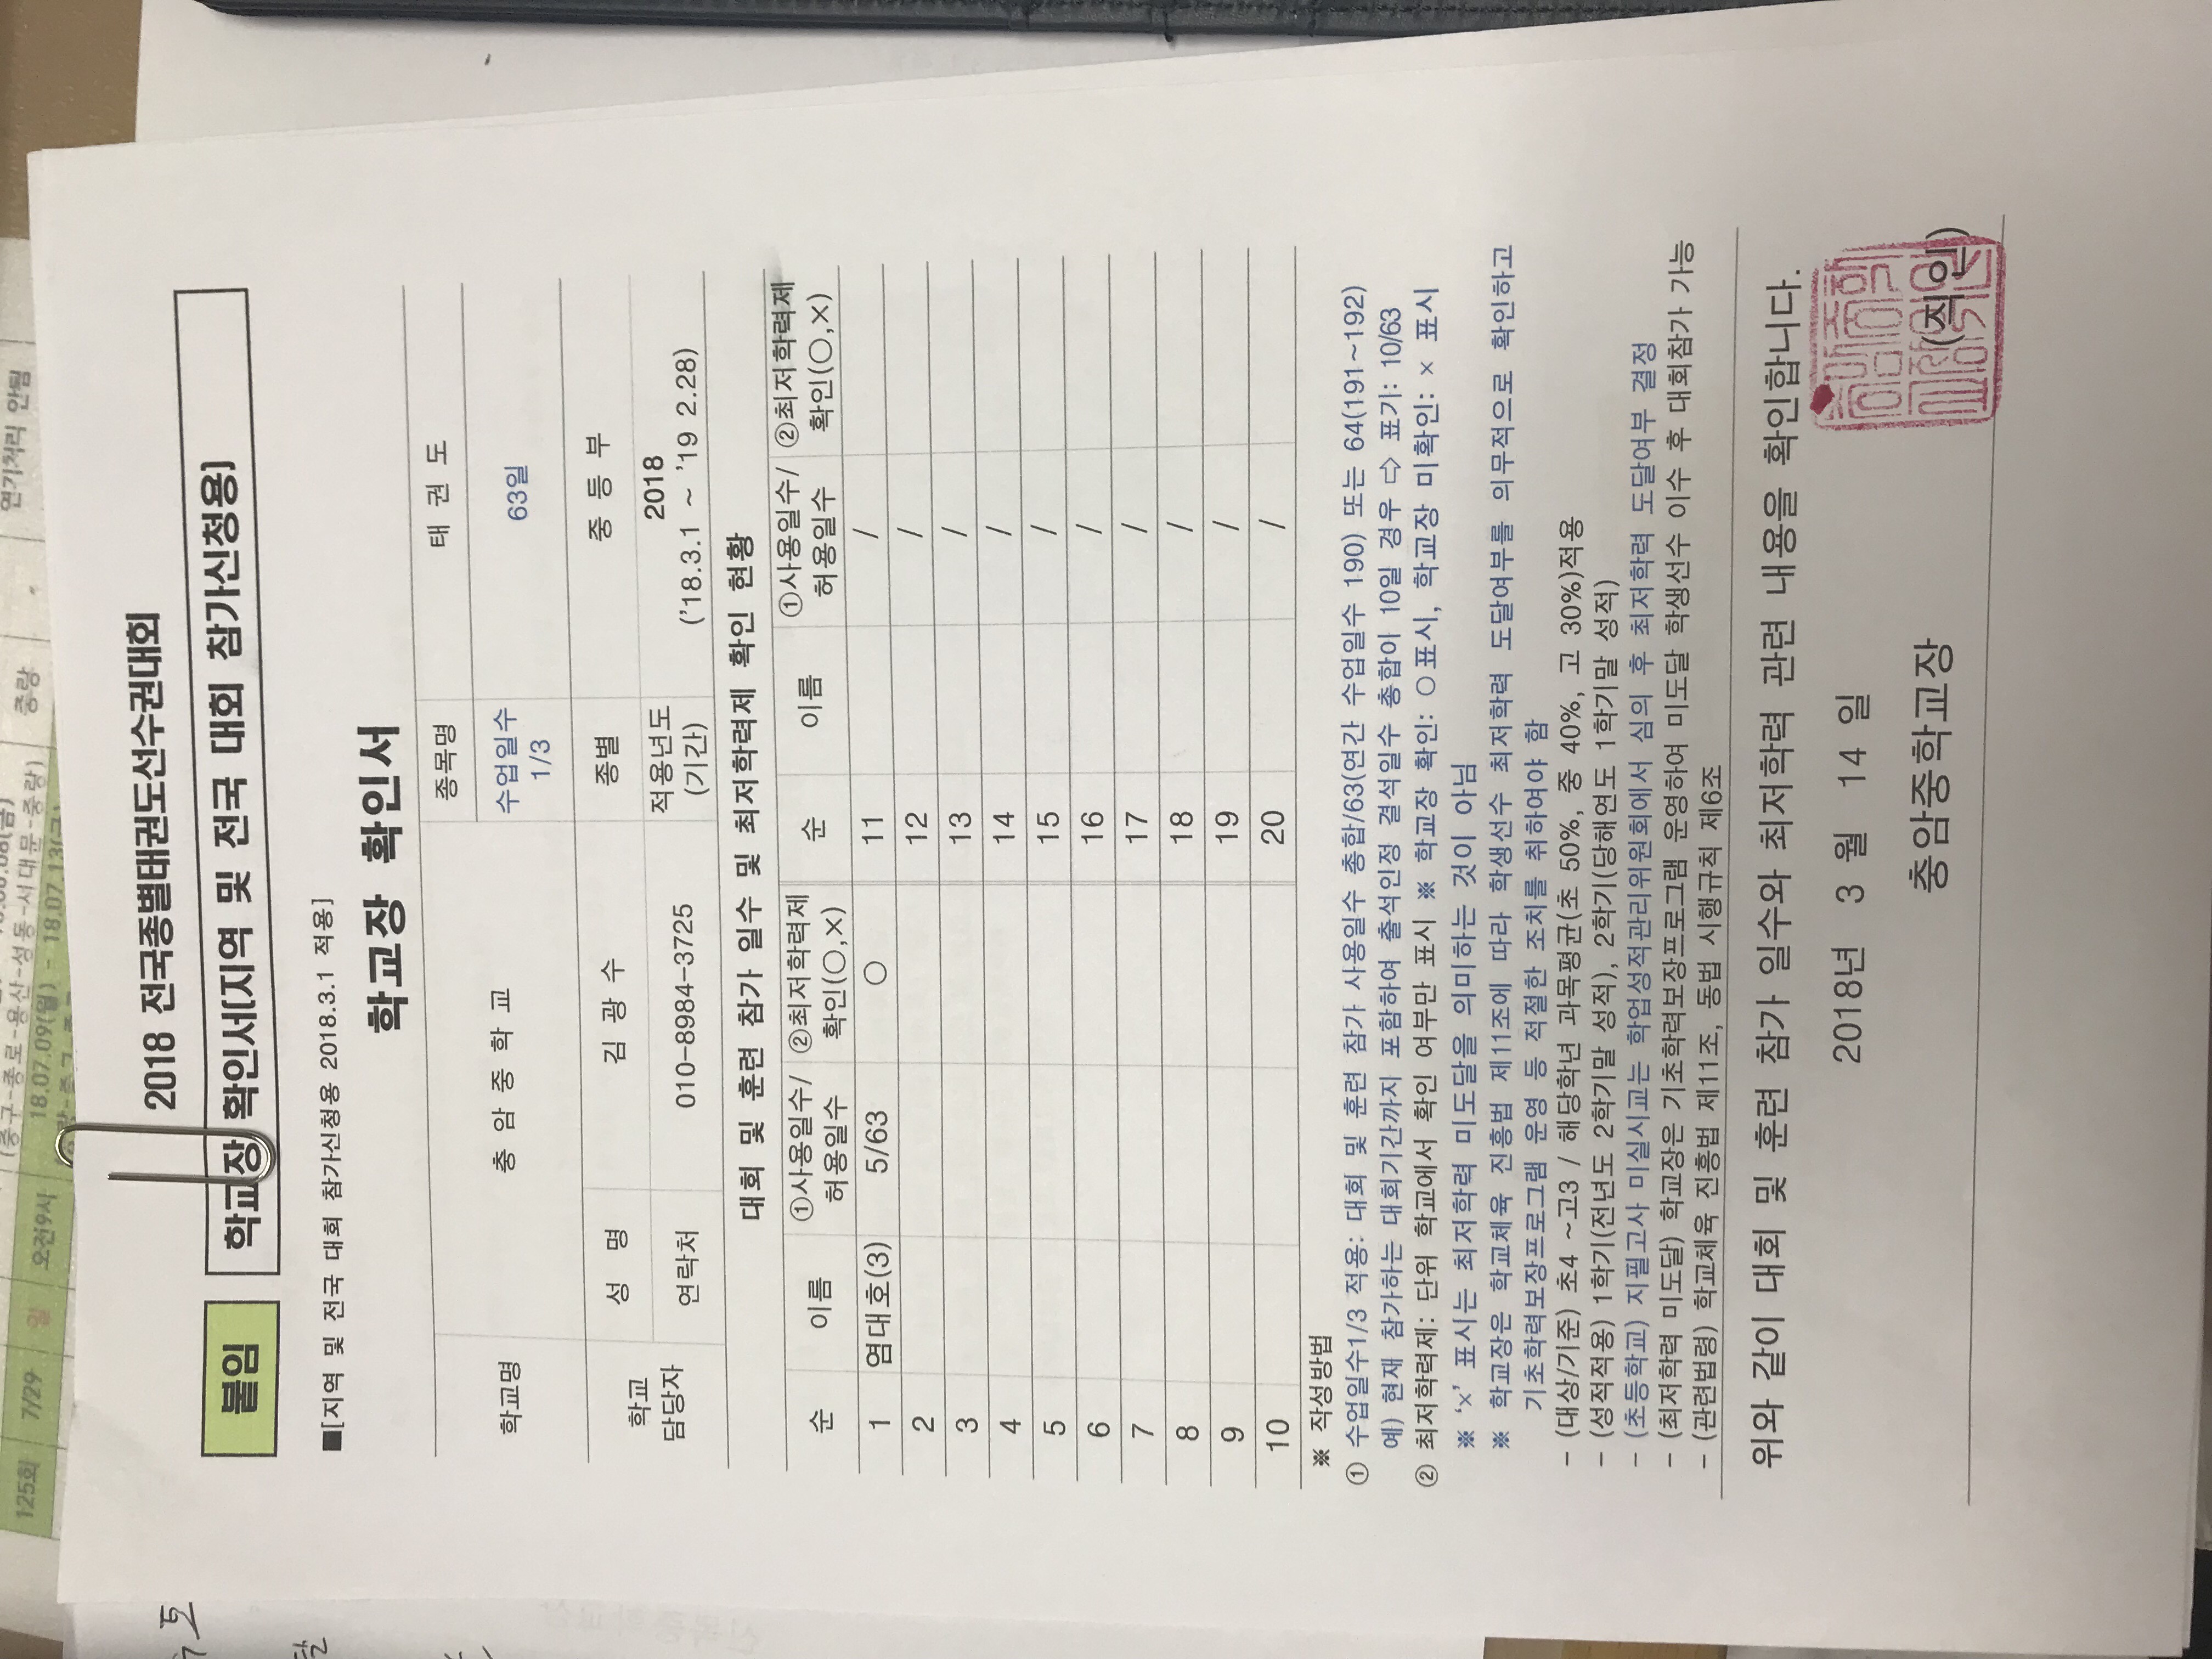 2018 전국종별태권도선수권대회
붙임 학교장 확인서(지역 및 전국 대회 참가신청용)
■[지역 및 전국 대회 참가신청용 2018.3.1 적용]
학교장 확인서
학교명 충 암 중 학 교 종목명 태 권 도
수업일수 1/3 63일
학교 담당자 성 명 김 광 수 종별 중 등 부
연락처 010-8984-3725 적용년도 (기간) 2018 ('18.3.1 ~ '19 2.28)
대회 및 훈련 참가 일수 및 최저학력제 확인 현황
순 이름 ①사용일수/허용일수 ②최저학력제 확인(○,×) 순 이름 ①사용일수/허용일수 ②최저학력제 확인(○,×)
1 염대호(3) 5/63 ○ 11 /
2 12 /
3 13 /
4 14 /
5 15 /
6 16 /
7 17 /
8 18 /
9 19 /
10 20 /
※ 작성방법
① 수업일수1/3 적용: 대회 및 훈련 참가 사용일수 총합/63(연간 수업일수 190) 또는 64(191~192)
예) 현재 참가하는 대회기간까지 포함하여 출석인정 결석일수 총합이 10일 경우 ⇨ 표기: 10/63
② 최저학력제: 단위 학교에서 확인 여부만 표시 ※ 학교장 확인: ○표시, 학교장 미확인: × 표시
※ '×' 표시는 최저학력 미도달을 의미하는 것이 아님
※ 학교장은 학교체육 진흥법 제11조에 따라 학생선수 최저학력 도달여부를 의무적으로 확인하고
기초학력보장프로그램 운영 등 적절한 조치를 취하여야 함
- (대상/기준) 초4 ~고3 / 해당학년 과목평균(초 50%, 중 40%, 고 30%)적용
- (성적적용) 1학기(전년도 2학기말 성적), 2학기(당해연도 1학기말 성적)
- (초등학교) 지필고사 미실시교는 학업성적관리위원회에서 심의 후 최저학력 도달여부 결정
- (최저학력 미도달) 학교장은 기초학력보장프로그램 운영하여 미도달 학생선수 이수 후 대회참가 가능
- (관련법령) 학교체육 진흥법 제11조, 동법 시행규칙 제6조
위와 같이 대회 및 훈련 참가 일수와 최저학력 관련 내용을 확인합니다.
2018년 3 월 14 일
충암중학교장 (직인)
125회 7/29 월 오전9시
중랑
연기처리 안됨